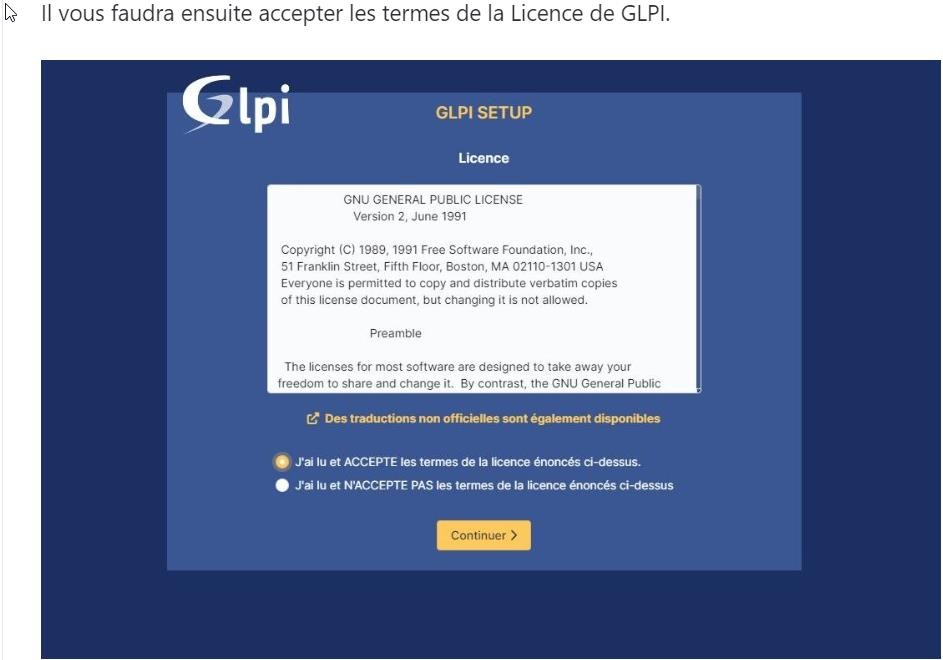 Il vous faudra ensuite accepter les termes de la Licence de GLPI.
Glpi
GLPI SETUP
Licence
GNU GENERAL PUBLIC LICENSE
Version 2, June 1991
Copyright (C) 1989, 1991 Free Software Foundation, Inc.,
51 Franklin Street, Fifth Floor, Boston, MA 02110-1301 USA
Everyone is permitted to copy and distribute verbatim copies
of this license document, but changing it is not allowed.
Preamble
The licenses for most software are designed to take away your
freedom to share and change it.  By contrast, the GNU General Public
Des traductions non officielles sont également disponibles
J'ai lu et ACCEPTE les termes de la licence énoncés ci-dessus.
J'ai lu et N'ACCEPTE PAS les termes de la licence énoncés ci-dessus
Continuer >